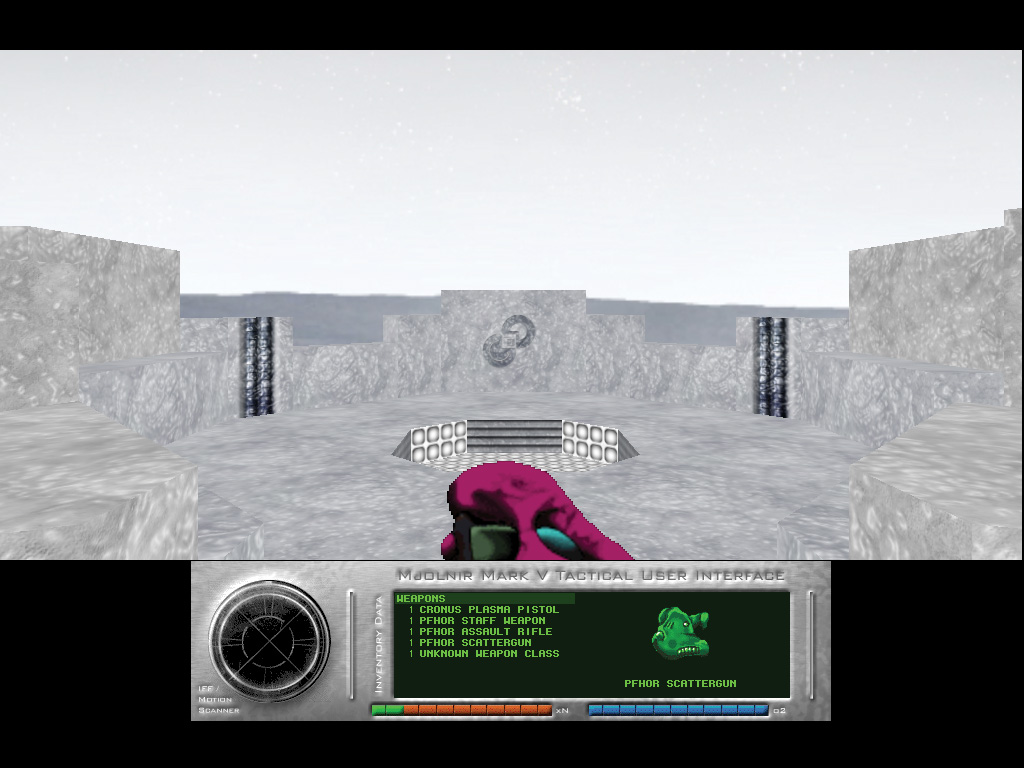 Mjolnir Mark V Tactical User Interface
Inventory Data
WEAPONS
1 CRONUS PLASMA PISTOL
1 PFHOR STAFF WEAPON
1 PFHOR ASSAULT RIFLE
1 PFHOR SCATTERGUN
1 UNKNOWN WEAPON CLASS
PFHOR SCATTERGUN
IFF /
Motion
Scanner
xN
o2